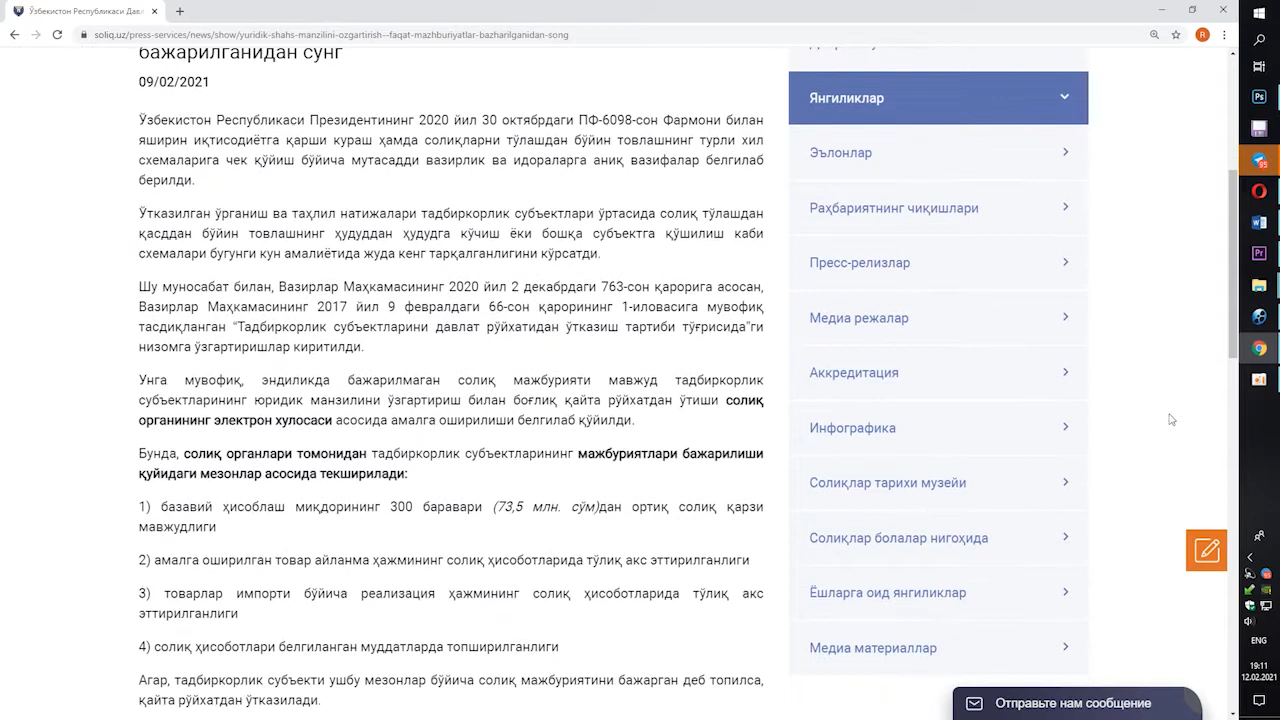 Ўзбекистон Республикаси Давл
soliq.uz/press-services/news/show/yuridik-shahs-manzilini-ozgartirish--faqat-mazhburiyatlar-bazharilganidan-song
R
бажарилганидан сунг
09/02/2021
Ўзбекистон Республикаси Президентининг 2020 йил 30 октябрдаги ПФ-6098-сон Фармони билан
яширин иқтисодиётга қарши кураш ҳамда солиқларни тўлашдан бўйин товлашнинг турли хил
схемаларига чек қўйиш бўйича мутасадди вазирлик ва идораларга аниқ вазифалар белгилаб
берилди.
Ўтказилган ўрганиш ва таҳлил натижалари тадбиркорлик субъектлари ўртасида солиқ тўлашдан
қасддан бўйин товлашнинг ҳудуддан ҳудудга кўчиш ёки бошқа субъектга қўшилиш каби
схемалари бугунги кун амалиётида жуда кенг тарқалганлигини кўрсатди.
Шу муносабат билан, Вазирлар Маҳкамасининг 2020 йил 2 декабрдаги 763-сон қарорига асосан,
Вазирлар Маҳкамасининг 2017 йил 9 февралдаги 66-сон қарорининг 1-иловасига мувофиқ
тасдиқланган “Тадбиркорлик субъектларини давлат рўйхатидан ўтказиш тартиби тўғрисида”ги
низомга ўзгартиришлар киритилди.
Унга мувофиқ, эндиликда бажарилмаган солиқ мажбурияти мавжуд тадбиркорлик
субъектларининг юридик манзилини ўзгартириш билан боғлиқ қайта рўйхатдан ўтиши солиқ
органининг электрон хулосаси асосида амалга оширилиши белгилаб қўйилди.
Бунда, солиқ органлари томонидан тадбиркорлик субъектларининг мажбуриятлари бажарилиши
қуйидаги мезонлар асосида текширилади:
1) базавий ҳисоблаш миқдорининг 300 баравари (73,5 млн. сўм)дан ортиқ солиқ қарзи
мавжудлиги
2) амалга оширилган товар айланма ҳажмининг солиқ ҳисоботларида тўлиқ акс эттирилганлиги
3) товарлар импорти бўйича реализация ҳажмининг солиқ ҳисоботларида тўлиқ акс
эттирилганлиги
4) солиқ ҳисоботлари белгиланган муддатларда топширилганлиги
Агар, тадбиркорлик субъекти ушбу мезонлар бўйича солиқ мажбуриятини бажарган деб топилса,
қайта рўйхатдан ўтказилади.
Янгиликлар
Эълонлар
Раҳбариятнинг чиқишлари
Пресс-релизлар
Медиа режалар
Аккредитация
Инфографика
Солиқлар тарихи музейи
Солиқлар болалар нигоҳида
Ёшларга оид янгиликлар
Медиа материаллар
Отправьте нам сообщение
Ps
95
Pr
ENG
19:11
12.02.2021